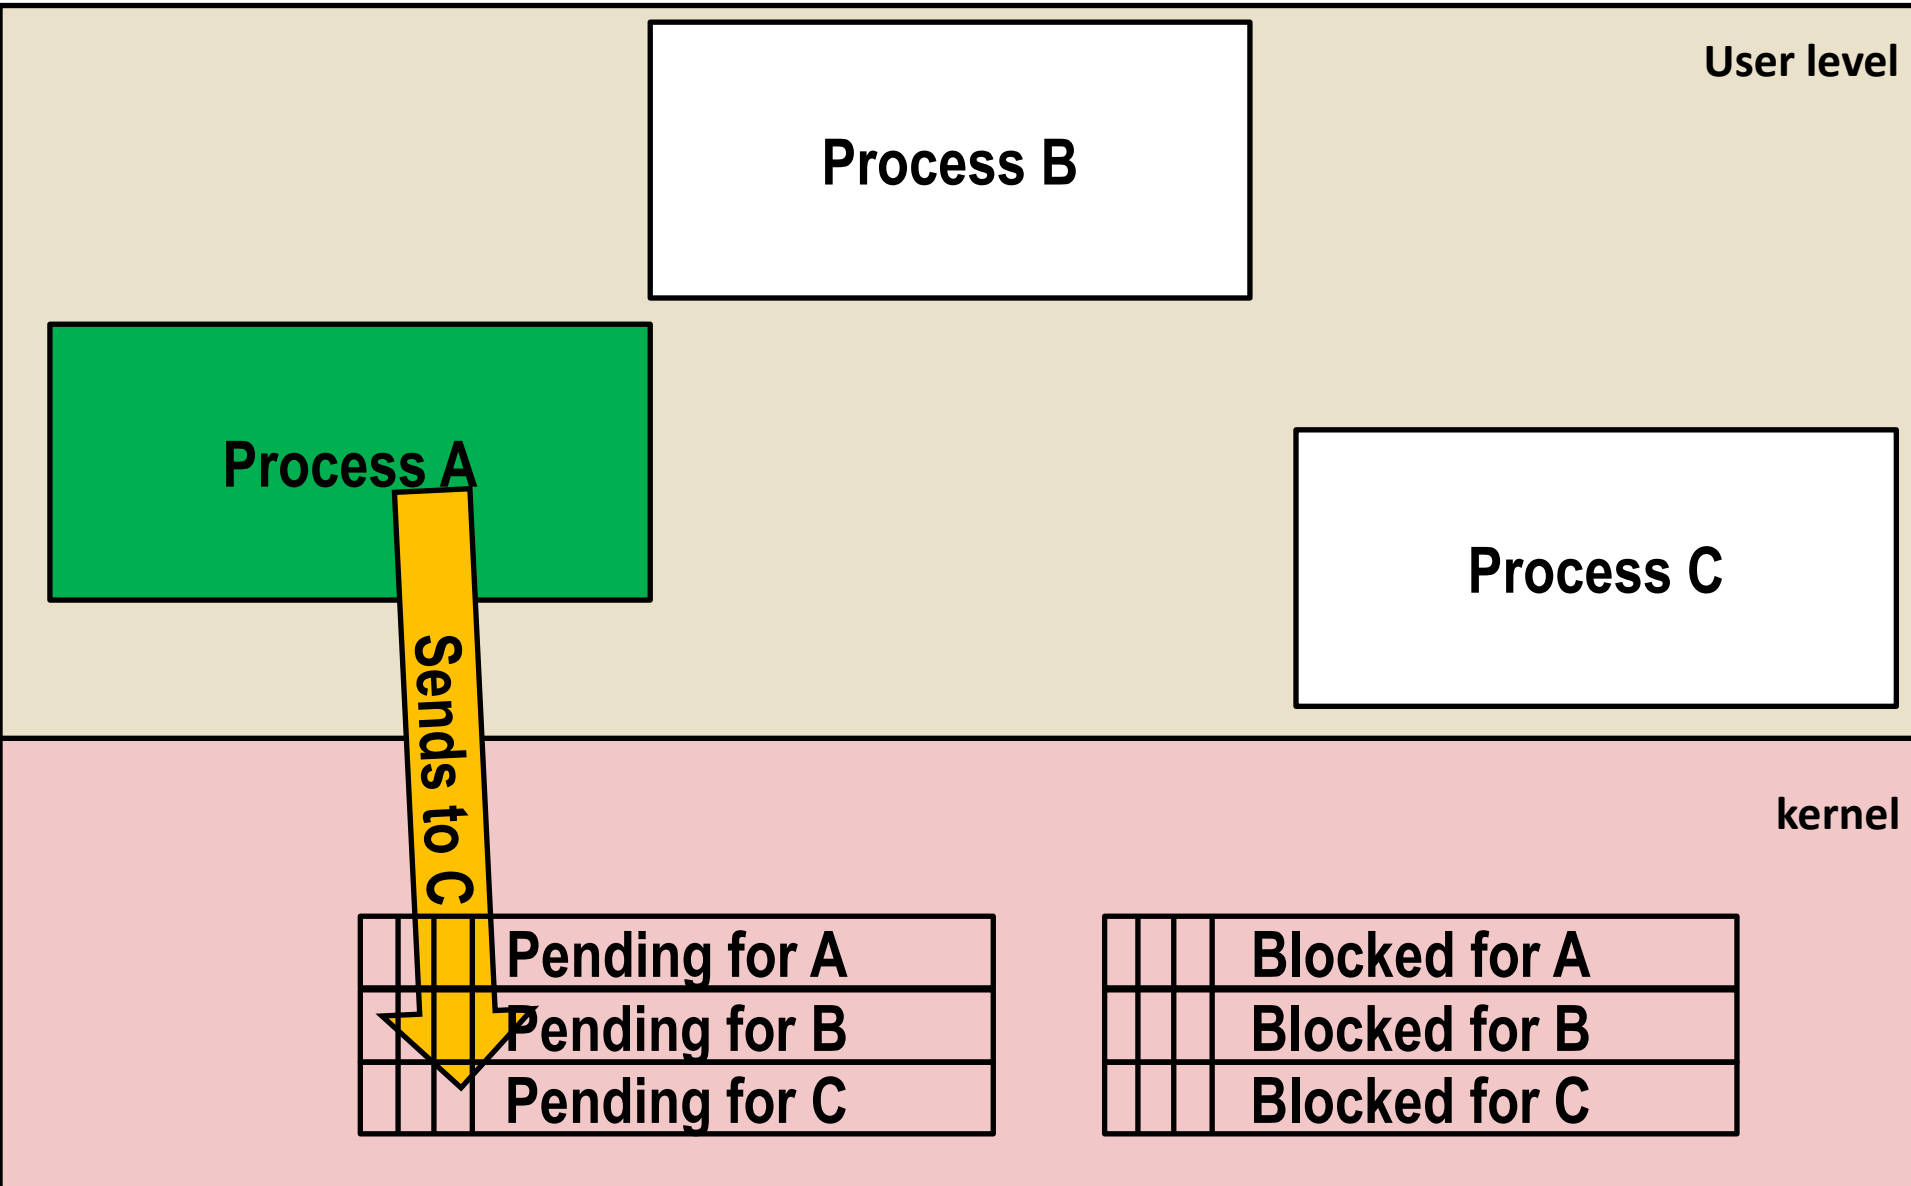 User level
Process B
Process A
Process C
Sends to C
kernel
Pending for A
Blocked for A
Pending for B
Blocked for B
Pending for C
Blocked for C